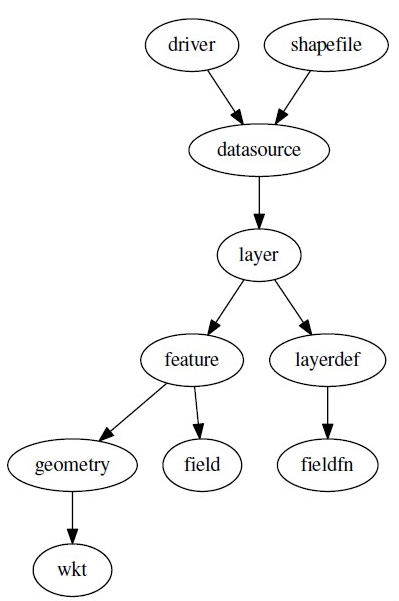 driver
shapefile
datasource
layer
feature
layerdef
geometry
field
fieldfn
wkt